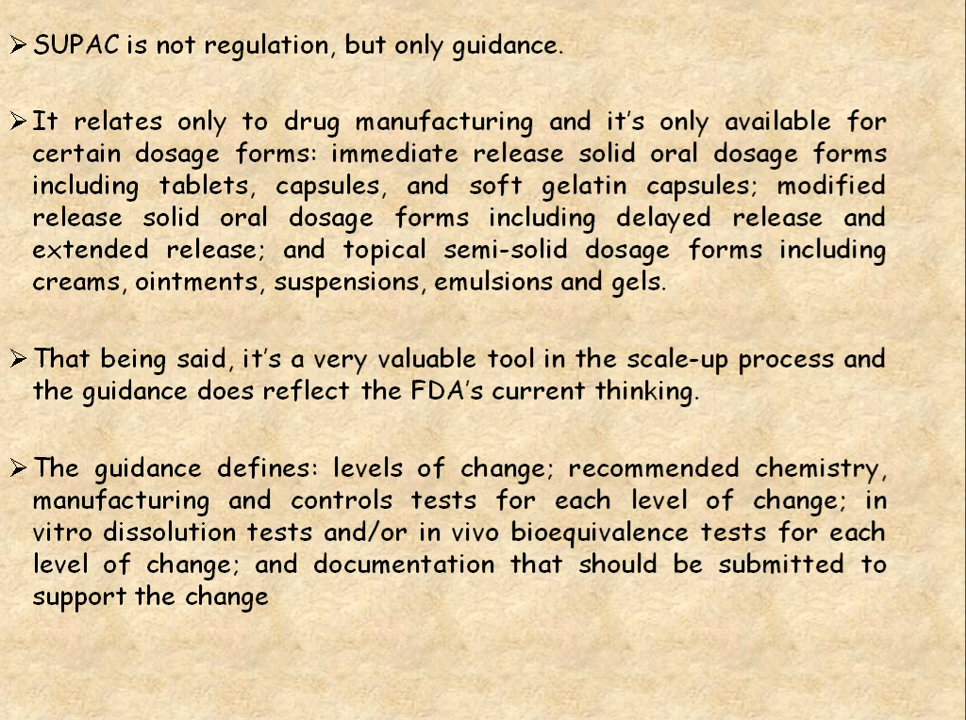 ➢ SUPAC is not regulation, but only guidance.
➢ It relates only to drug manufacturing and it's only available for
certain dosage forms: immediate release solid oral dosage forms
including tablets, capsules, and soft gelatin capsules; modified
release solid oral dosage forms including delayed release and
extended release; and topical semi-solid dosage forms including
creams, ointments, suspensions, emulsions and gels.
➢ That being said, it's a very valuable tool in the scale-up process and
the guidance does reflect the FDA's current thinking.
➢ The guidance defines: levels of change; recommended chemistry,
manufacturing and controls tests for each level of change; in
vitro dissolution tests and/or in vivo bioequivalence tests for each
level of change; and documentation that should be submitted to
support the change